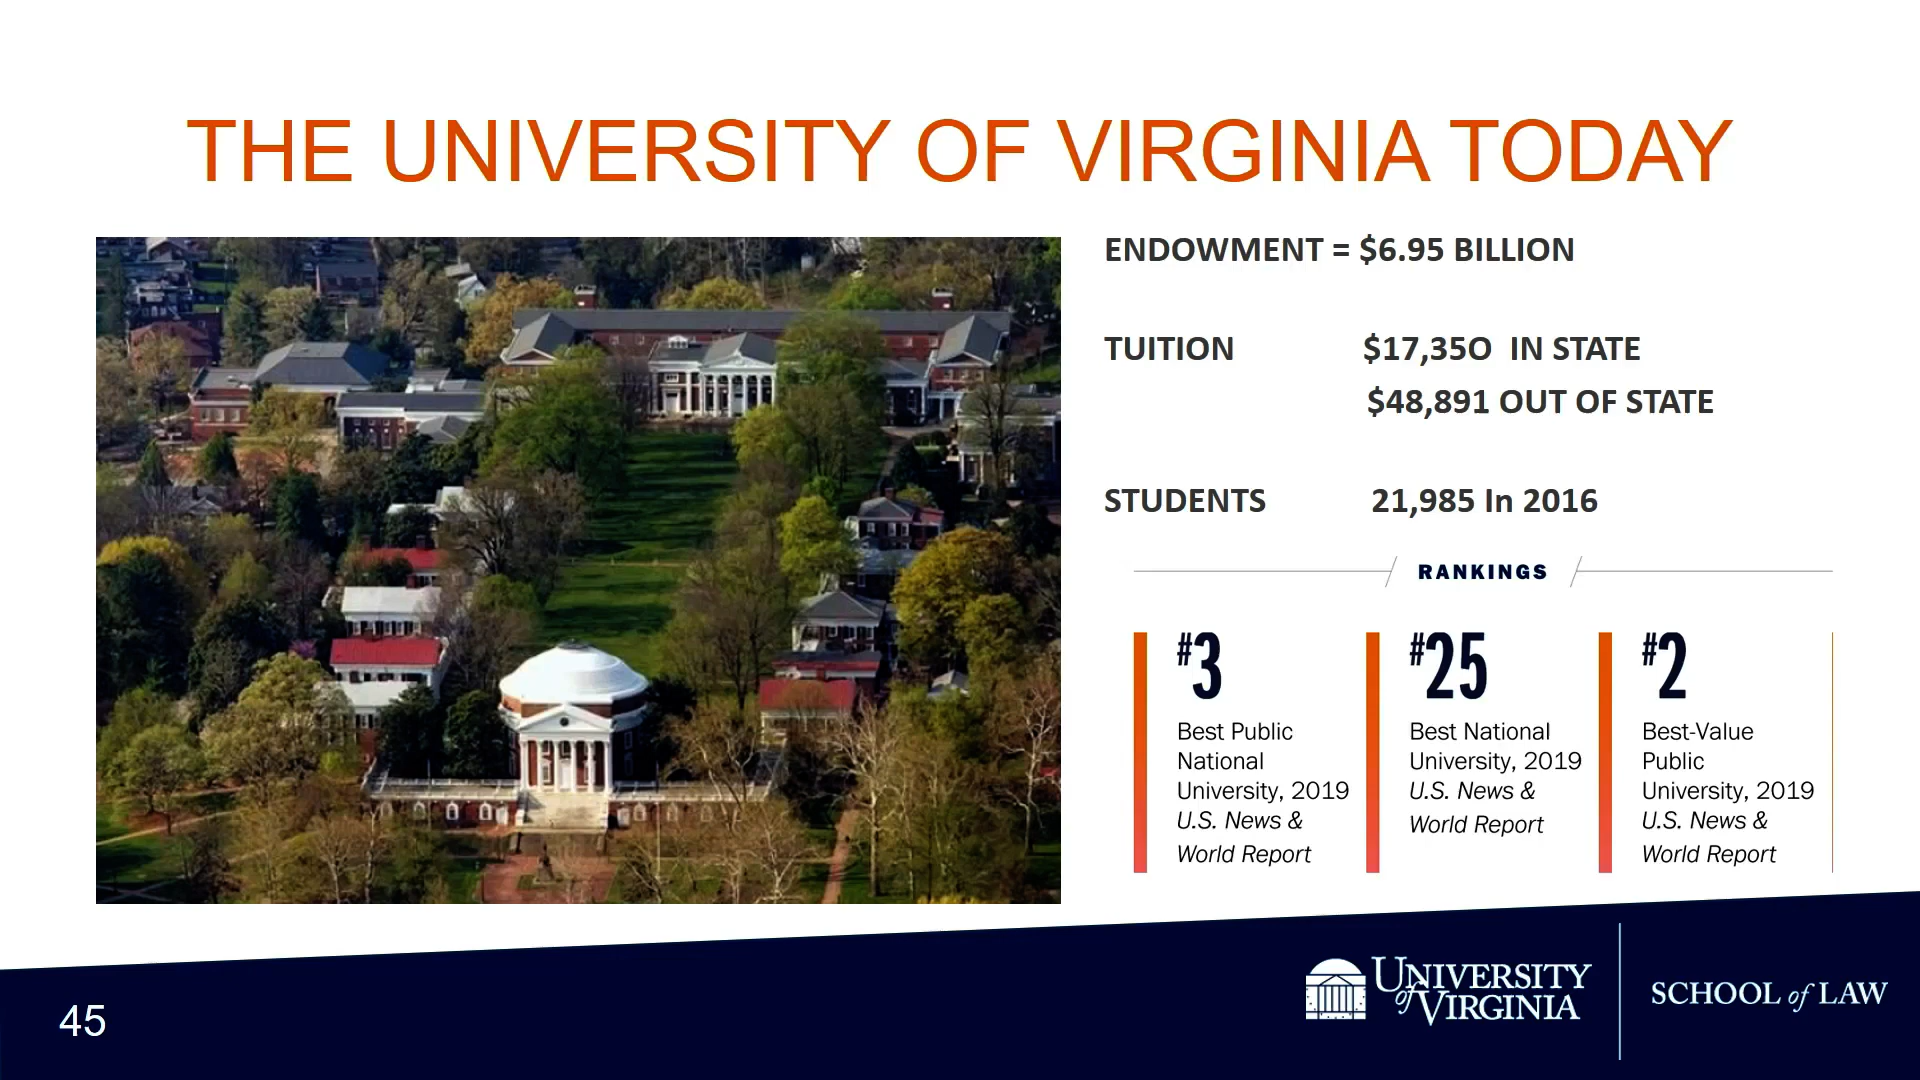 THE UNIVERSITY OF VIRGINIA TODAY
ENDOWMENT = $6.95 BILLION
TUITION $17,35O IN STATE
$48,891 OUT OF STATE
STUDENTS 21,985 In 2016
RANKINGS
#3
Best Public
National
University, 2019
U.S. News &
World Report
#25
Best National
University, 2019
U.S. News &
World Report
#2
Best-Value
Public
University, 2019
U.S. News &
World Report
45
UNIVERSITY
of VIRGINIA
SCHOOL of LAW